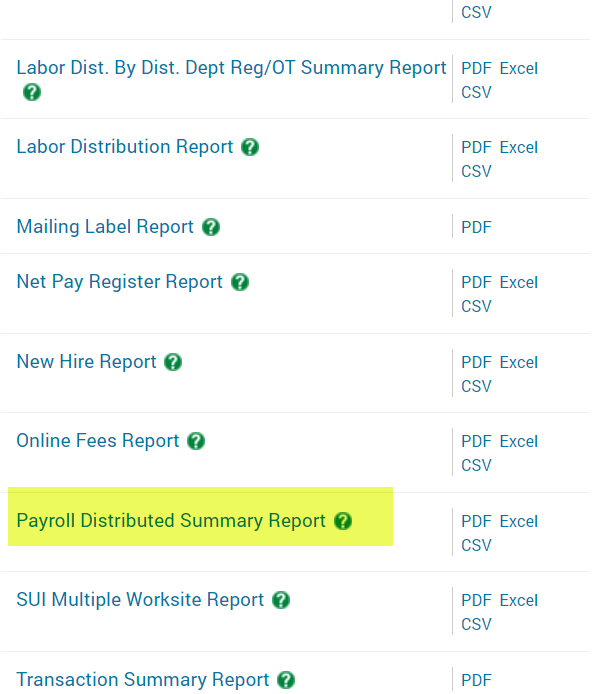 CSV
Labor Dist. By Dist. Dept Reg/OT Summary Report
PDF Excel
CSV
Labor Distribution Report
PDF Excel
CSV
Mailing Label Report
PDF
Net Pay Register Report
PDF Excel
CSV
New Hire Report
PDF Excel
CSV
Online Fees Report
PDF Excel
CSV
Payroll Distributed Summary Report
PDF Excel
CSV
SUI Multiple Worksite Report
PDF Excel
CSV
Transaction Summary Report
PDF